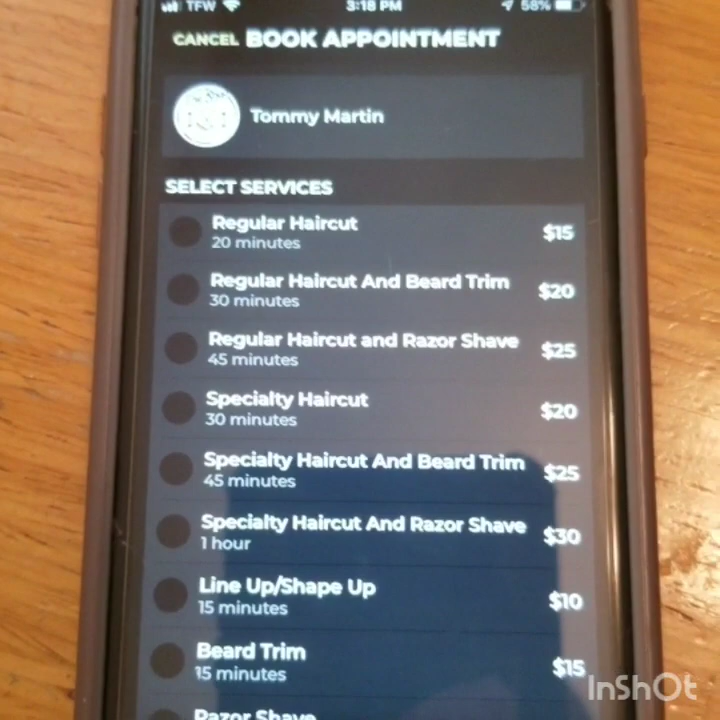 TFW 3:18 PM 58%
CANCEL BOOK APPOINTMENT
Tommy Martin
SELECT SERVICES
Regular Haircut $15
20 minutes
Regular Haircut And Beard Trim $20
30 minutes
Regular Haircut and Razor Shave $25
45 minutes
Specialty Haircut $20
30 minutes
Specialty Haircut And Beard Trim $25
45 minutes
Specialty Haircut And Razor Shave $30
1 hour
Line Up/Shape Up $10
15 minutes
Beard Trim $15
15 minutes
Razor Shave
InShOt